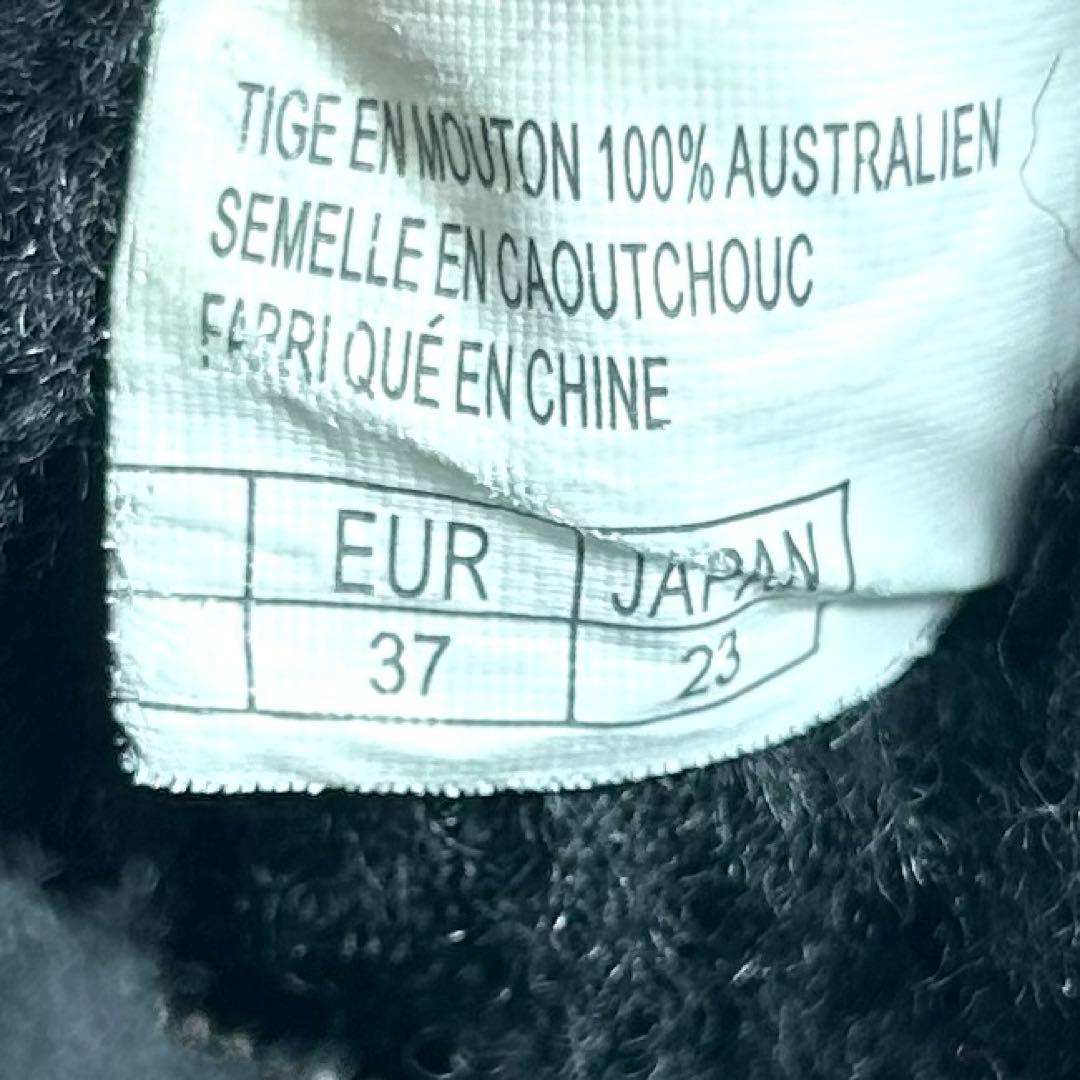 TIGE EN MOUTON 100% AUSTRALIEN
SEMELLE EN CAOUTCHOUC
FABRIQUÉ EN CHINE
EUR JAPAN
37 23